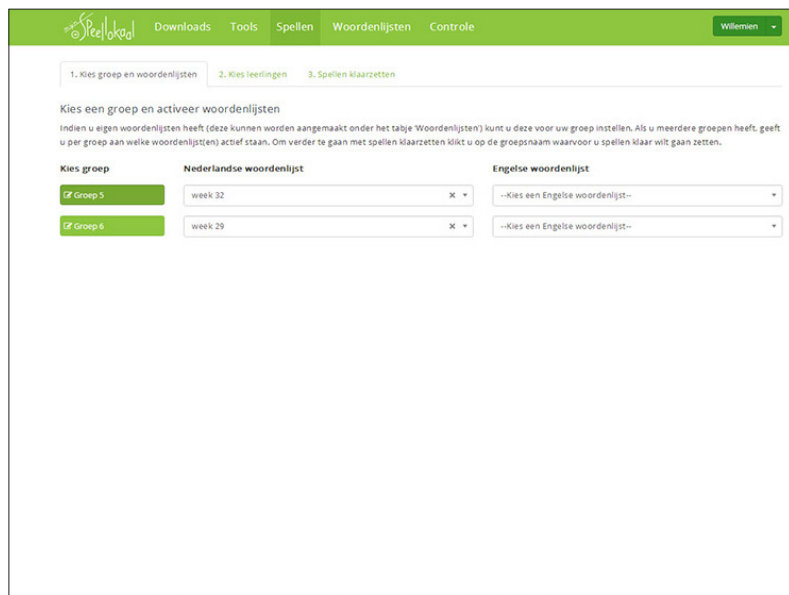 Speellokaal Downloads Tools Spellen Woordenlijsten Controle Willemien
1. Kies groep en woordenlijsten 2. Kies leerlingen 3. Spellen klaarzetten
Kies een groep en activeer woordenlijsten
Indien u eigen woordenlijsten heeft (deze kunnen worden aangemaakt onder het tabje 'Woordenlijsten') kunt u deze voor uw groep instellen. Als u meerdere groepen heeft, geeft
u per groep aan welke woordenlijst(en) actief staan. Om verder te gaan met spellen klaarzetten klikt u op de groepsnaam waarvoor u spellen klaar wilt gaan zetten.
Kies groep Nederlandse woordenlijst Engelse woordenlijst
Groep 5 week 32 --Kies een Engelse woordenlijst--
Groep 6 week 29 --Kies een Engelse woordenlijst--